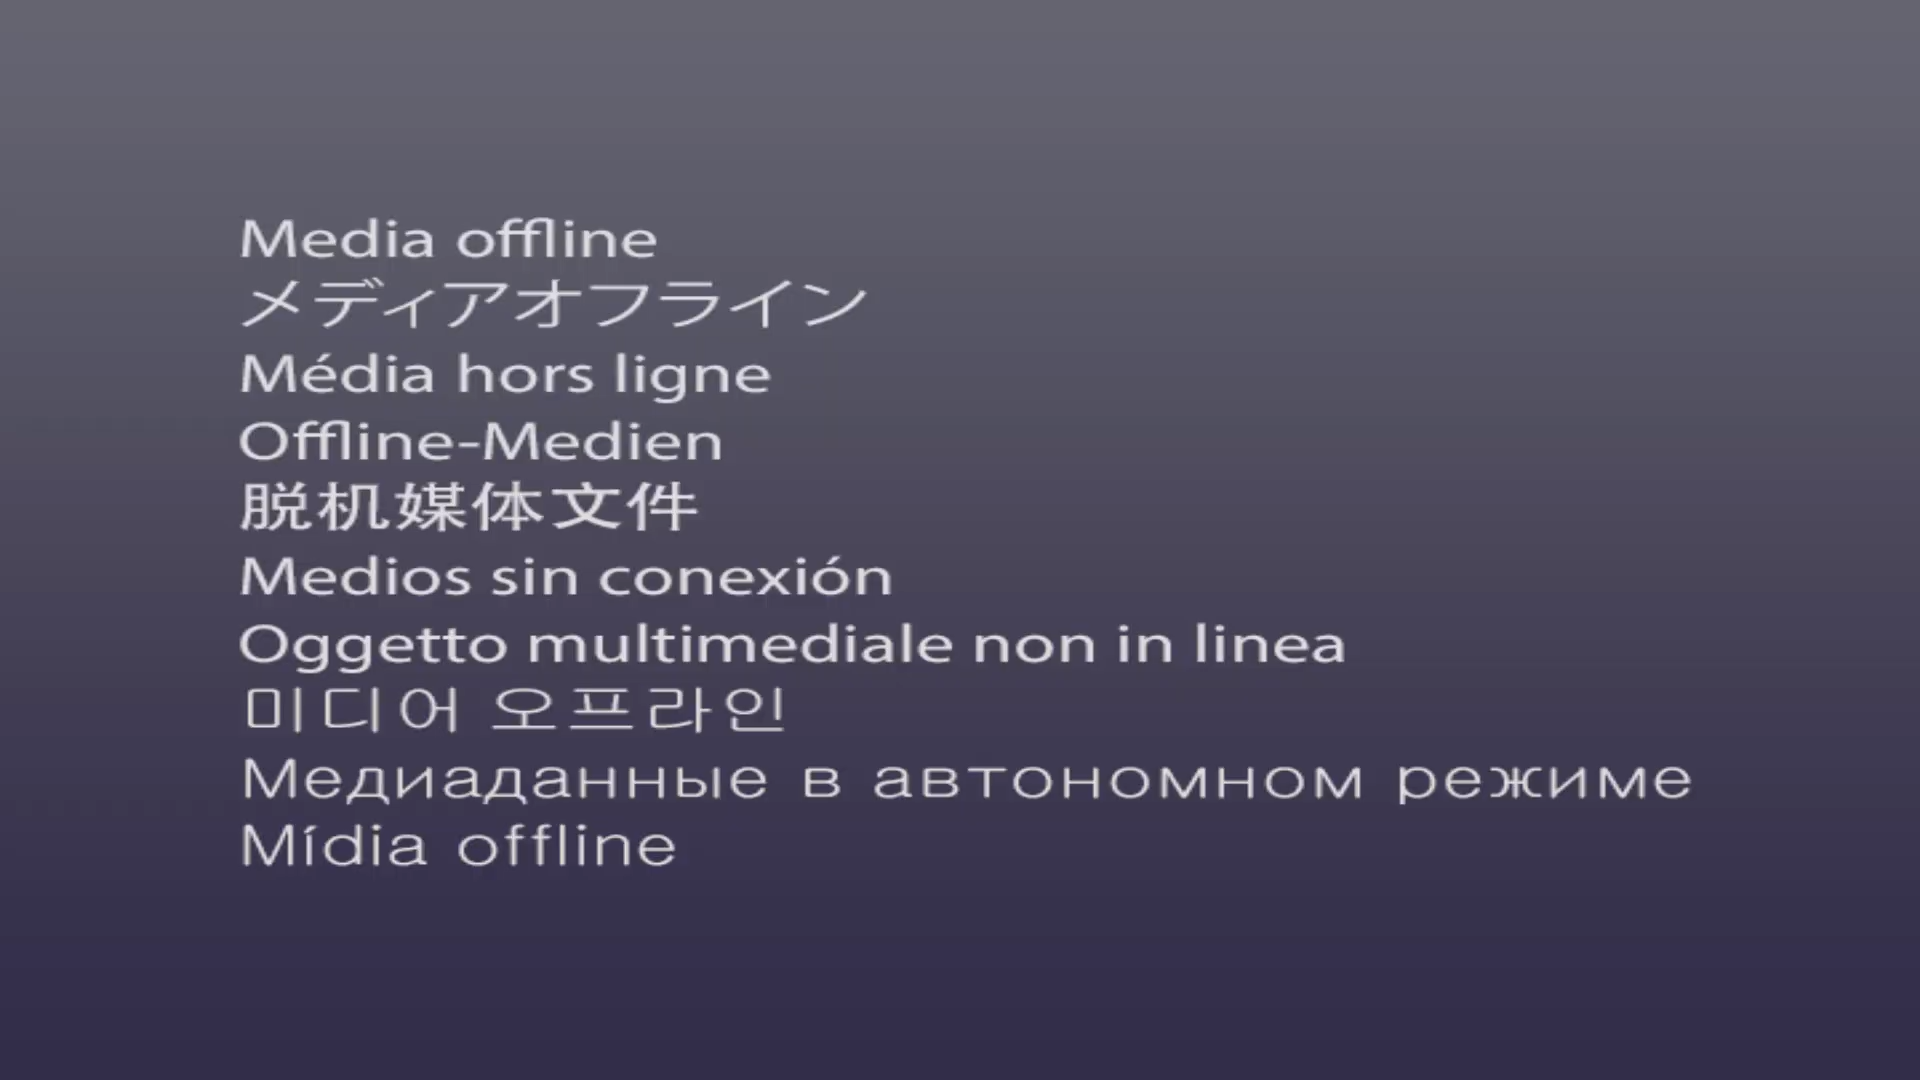 Media offline
メディアオフライン
Média hors ligne
Offline-Medien
脱机媒体文件
Medios sin conexión
Oggetto multimediale non in linea
미디어 오프라인
Медиаданные в автономном режиме
Mídia offline